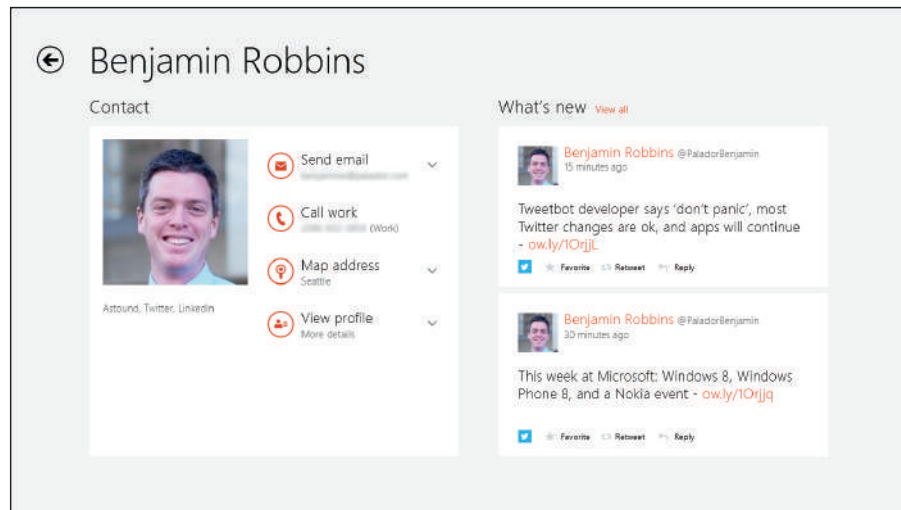 Benjamin Robbins
Contact
Send email
Call work
(Work)
Map address
Seattle
View profile
More details
Astound, Twitter, LinkedIn
What's new View all
Benjamin Robbins @PaladorBenjamin
15 minutes ago
Tweetbot developer says 'don't panic', most
Twitter changes are ok, and apps will continue
- ow.ly/1OrjjL
Favorite Retweet Reply
Benjamin Robbins @PaladorBenjamin
30 minutes ago
This week at Microsoft: Windows 8, Windows
Phone 8, and a Nokia event - ow.ly/1Orjjq
Favorite Retweet Reply